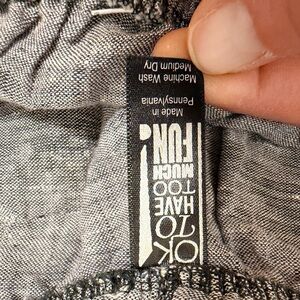 OK
TO
HAVE
TOO
MUCH
FUN!
Made in
Pennsylvania
Machine Wash
Medium Dry